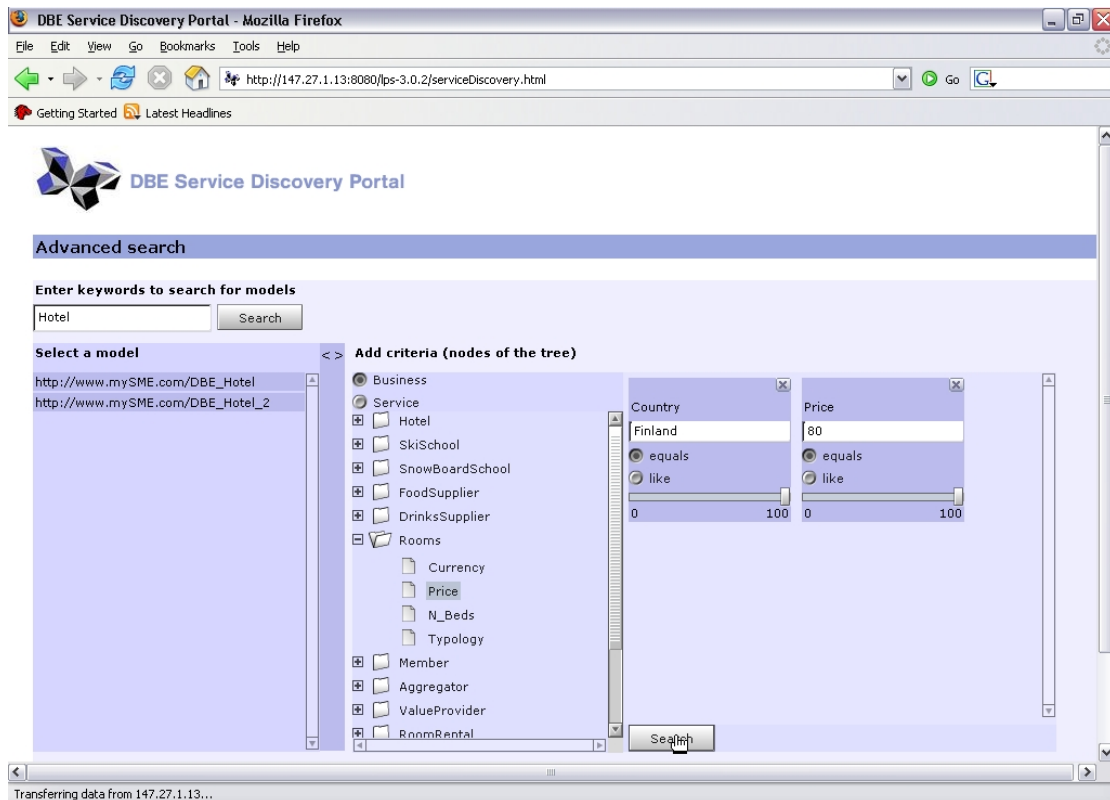 DBE Service Discovery Portal - Mozilla Firefox
File Edit View Go Bookmarks Tools Help
http://147.27.1.13:8080/lps-3.0.2/serviceDiscovery.html
Go
G
Getting Started Latest Headlines
DBE Service Discovery Portal
Advanced search
Enter keywords to search for models
Hotel Search
Select a model
< >
Add criteria (nodes of the tree)
http://www.mySME.com/DBE_Hotel
http://www.mySME.com/DBE_Hotel_2
Business
Service
Hotel
SkiSchool
SnowBoardSchool
FoodSupplier
DrinksSupplier
Rooms
Currency
Price
N_Beds
Typology
Member
Aggregator
ValueProvider
RoomRental
Country
Finland
equals
like
0 100
Price
80
equals
like
0 100
Search
Transferring data from 147.27.1.13...